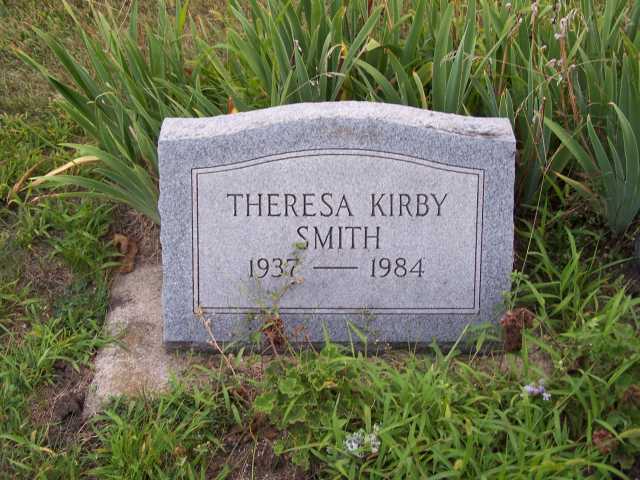 THERESA KIRBY
SMITH
1937 — 1984